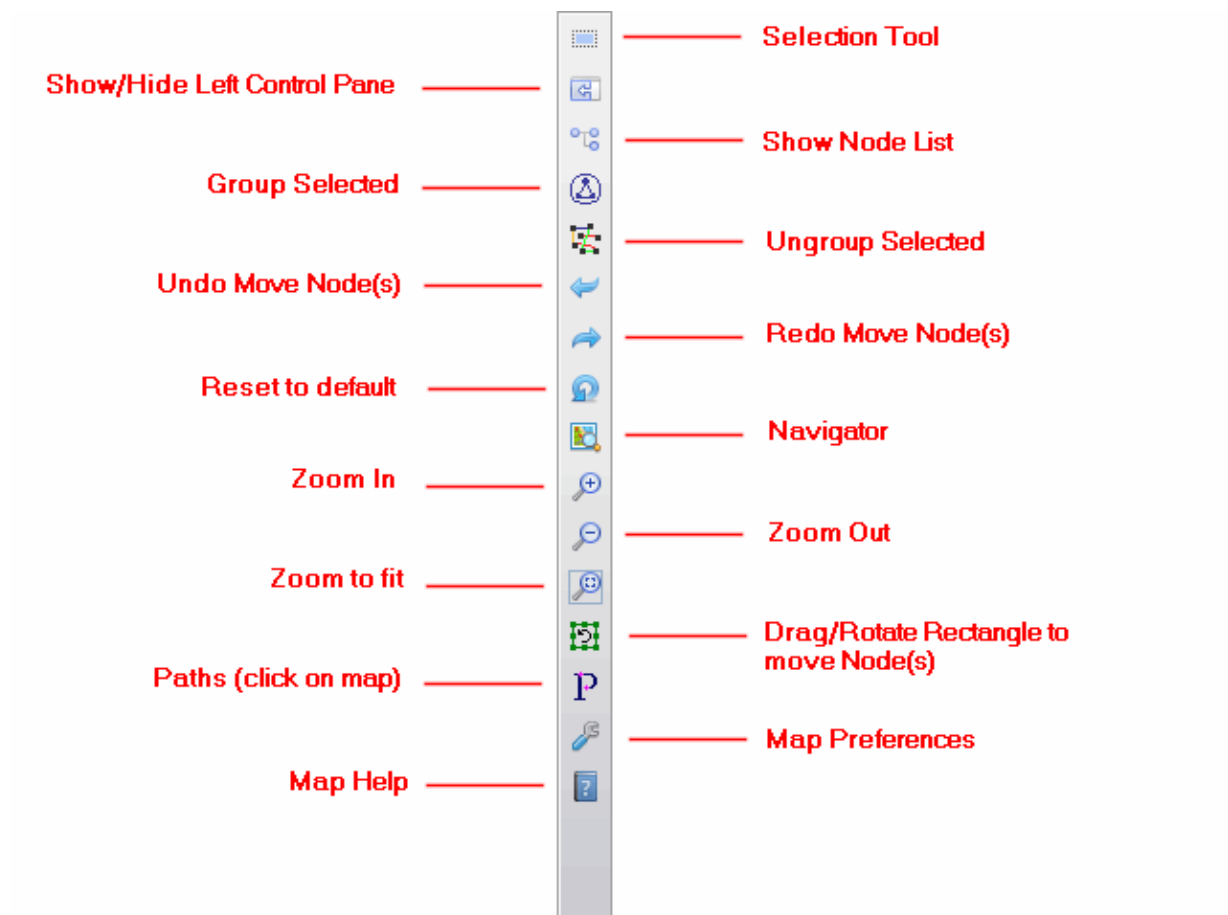 Selection Tool
Show/Hide Left Control Pane
Show Node List
Group Selected
Ungroup Selected
Undo Move Node(s)
Redo Move Node(s)
Reset to default
Navigator
Zoom In
Zoom Out
Zoom to fit
Drag/Rotate Rectangle to
move Node(s)
Paths (click on map)
P
Map Preferences
Map Help
?